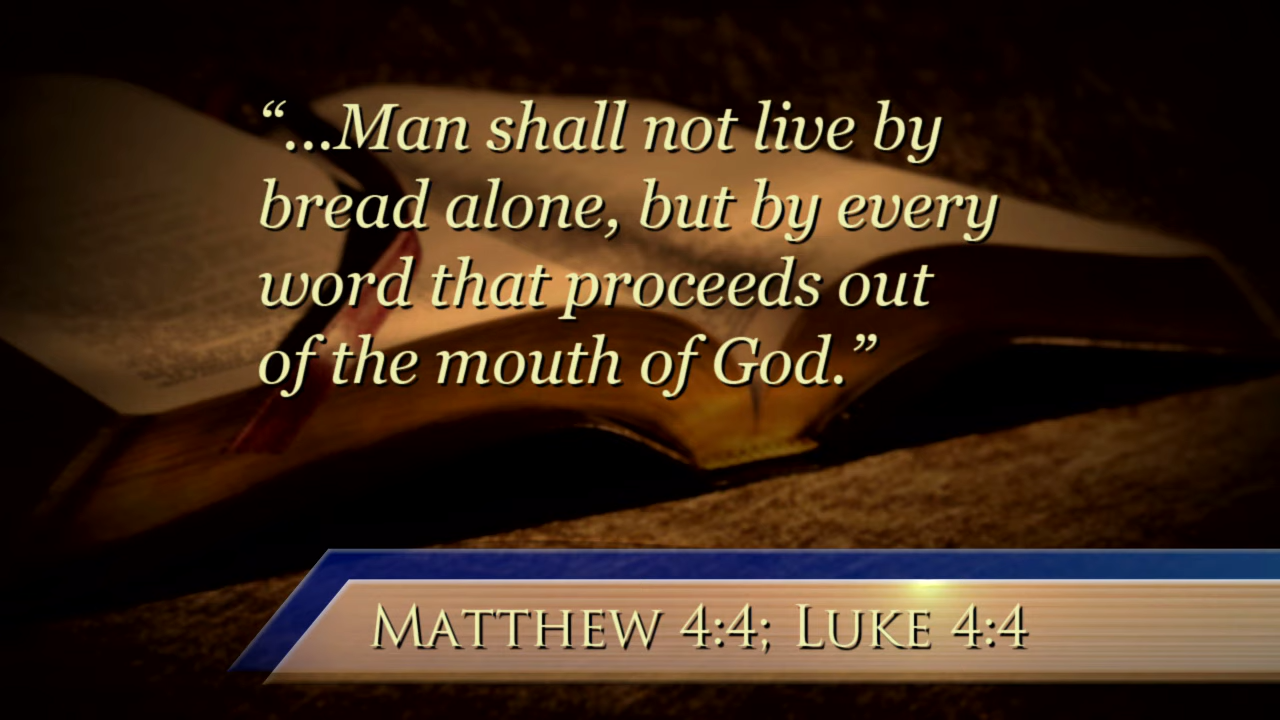 “...Man shall not live by
bread alone, but by every
word that proceeds out
of the mouth of God.”
MATTHEW 4:4; LUKE 4:4